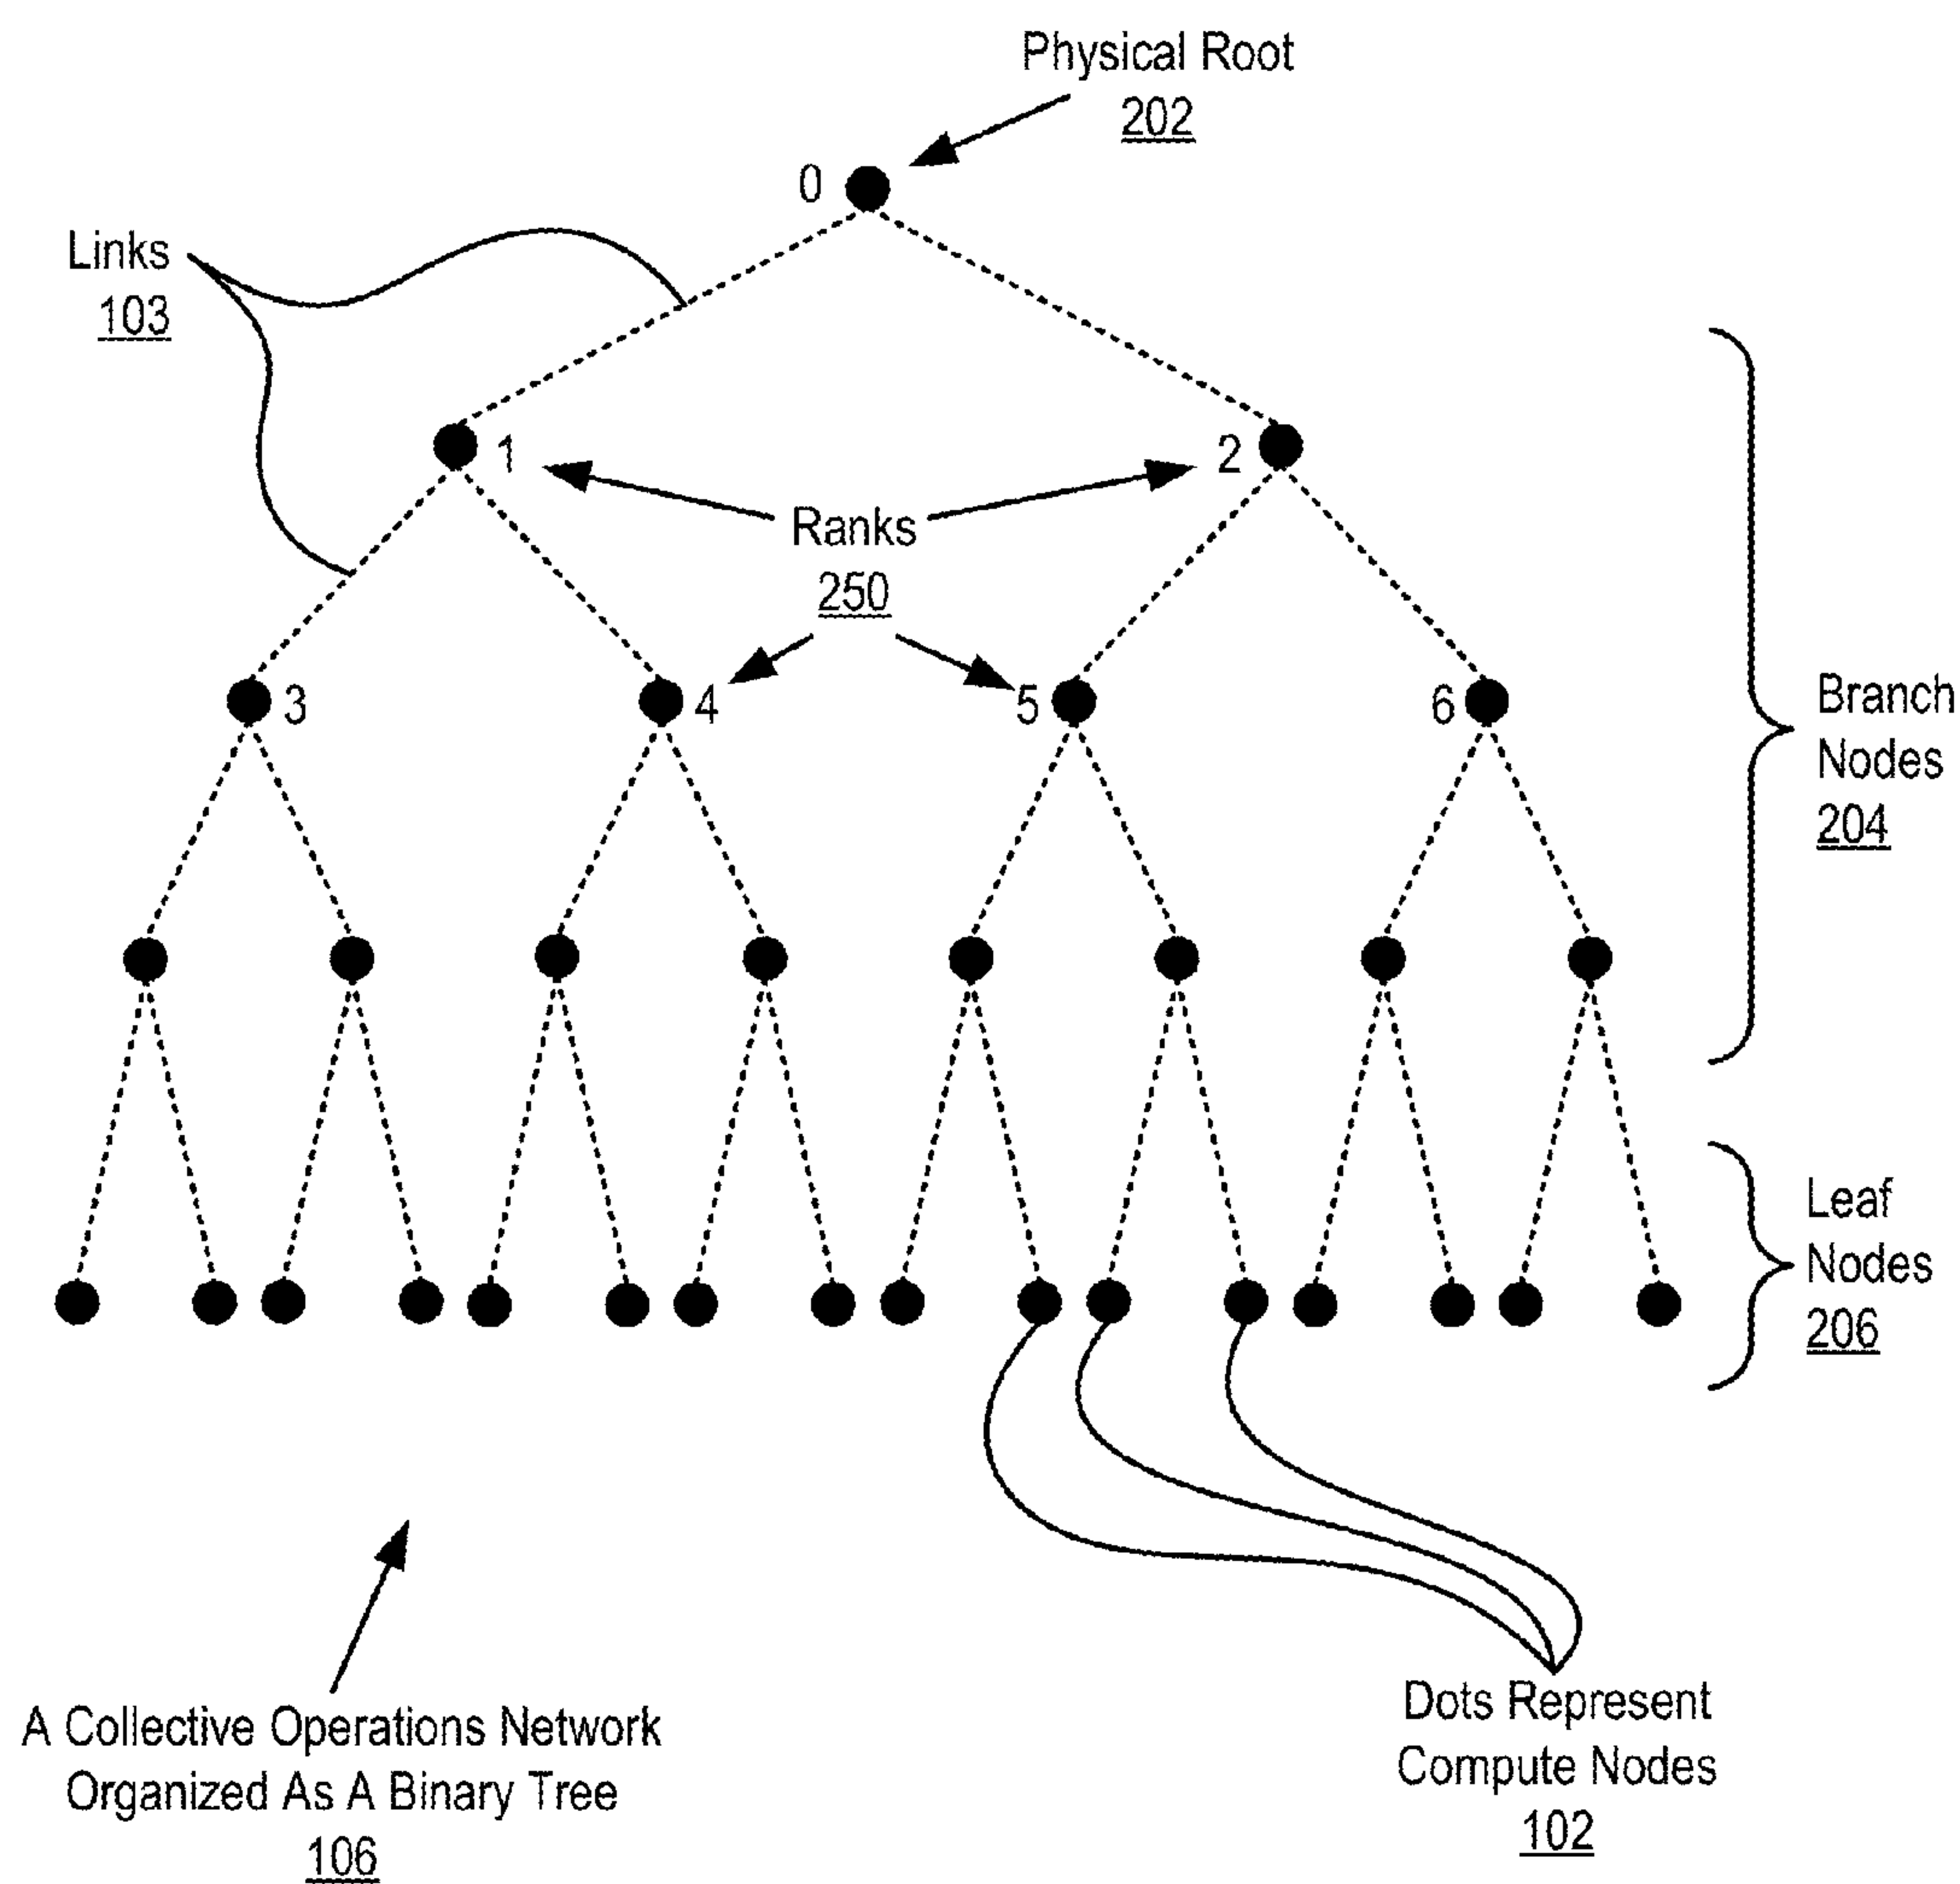 Physical Root
202
0
Links
103
1
2
Ranks
250
3
4
5
6
Branch
Nodes
204
Leaf
Nodes
206
A Collective Operations Network
Organized As A Binary Tree
106
Dots Represent
Compute Nodes
102